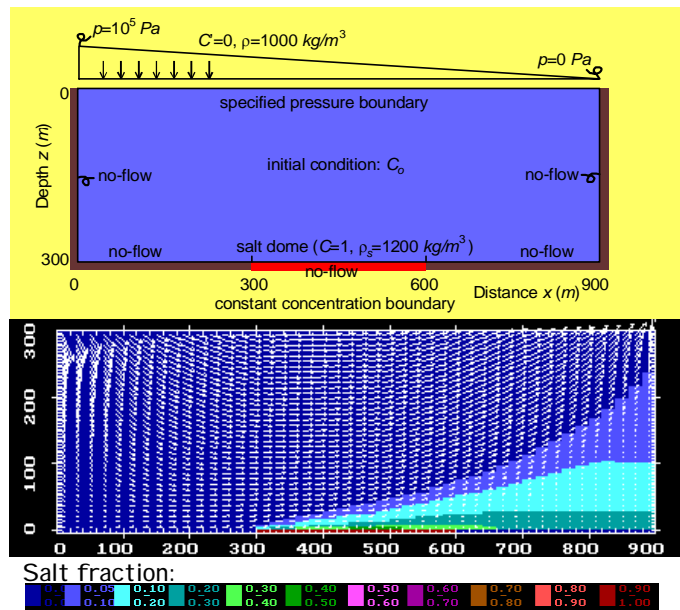 p=10⁵ Pa
C=0, ρ=1000 kg/m³
p=0 Pa
0
specified pressure boundary
Depth z (m)
initial condition: Cₒ
no-flow
no-flow
salt dome (C=1, ρₛ=1200 kg/m³)
300
no-flow
no-flow
no-flow
0
300
600
900
Distance x (m)
constant concentration boundary
300
200
100
0
0
100
200
300
400
500
600
700
800
900
Salt fraction:
0.05 0.10 0.20 0.30 0.40 0.50 0.60 0.70 0.80 0.90
0.10 0.20 0.30 0.40 0.50 0.60 0.70 0.80 0.90 1.00